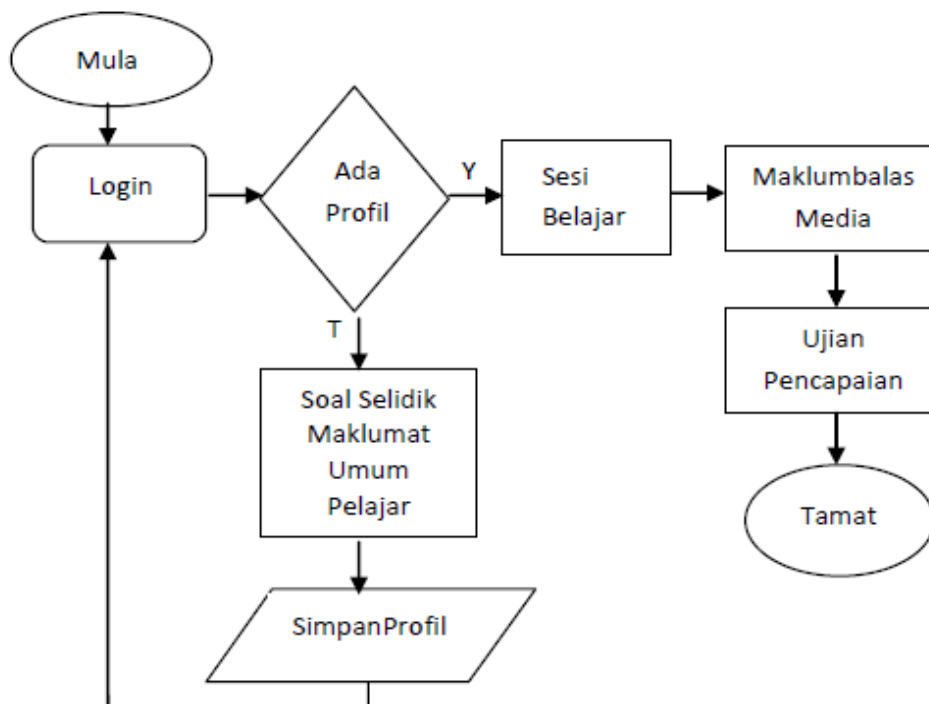 Mula
Login
Ada
Profil
Y
Sesi
Belajar
Maklumbalas
Media
T
Ujian
Pencapaian
Soal Selidik
Maklumat
Umum
Pelajar
Tamat
SimpanProfil